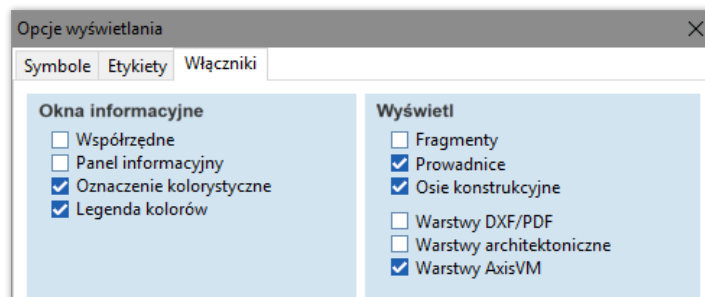 Opcje wyświetlania
Symbole Etykiety Włączniki
Okna informacyjne
Współrzędne
Panel informacyjny
Oznaczenie kolorystyczne
Legenda kolorów
Wyświetl
Fragmenty
Prowadnice
Osie konstrukcyjne
Warstwy DXF/PDF
Warstwy architektoniczne
Warstwy AxisVM